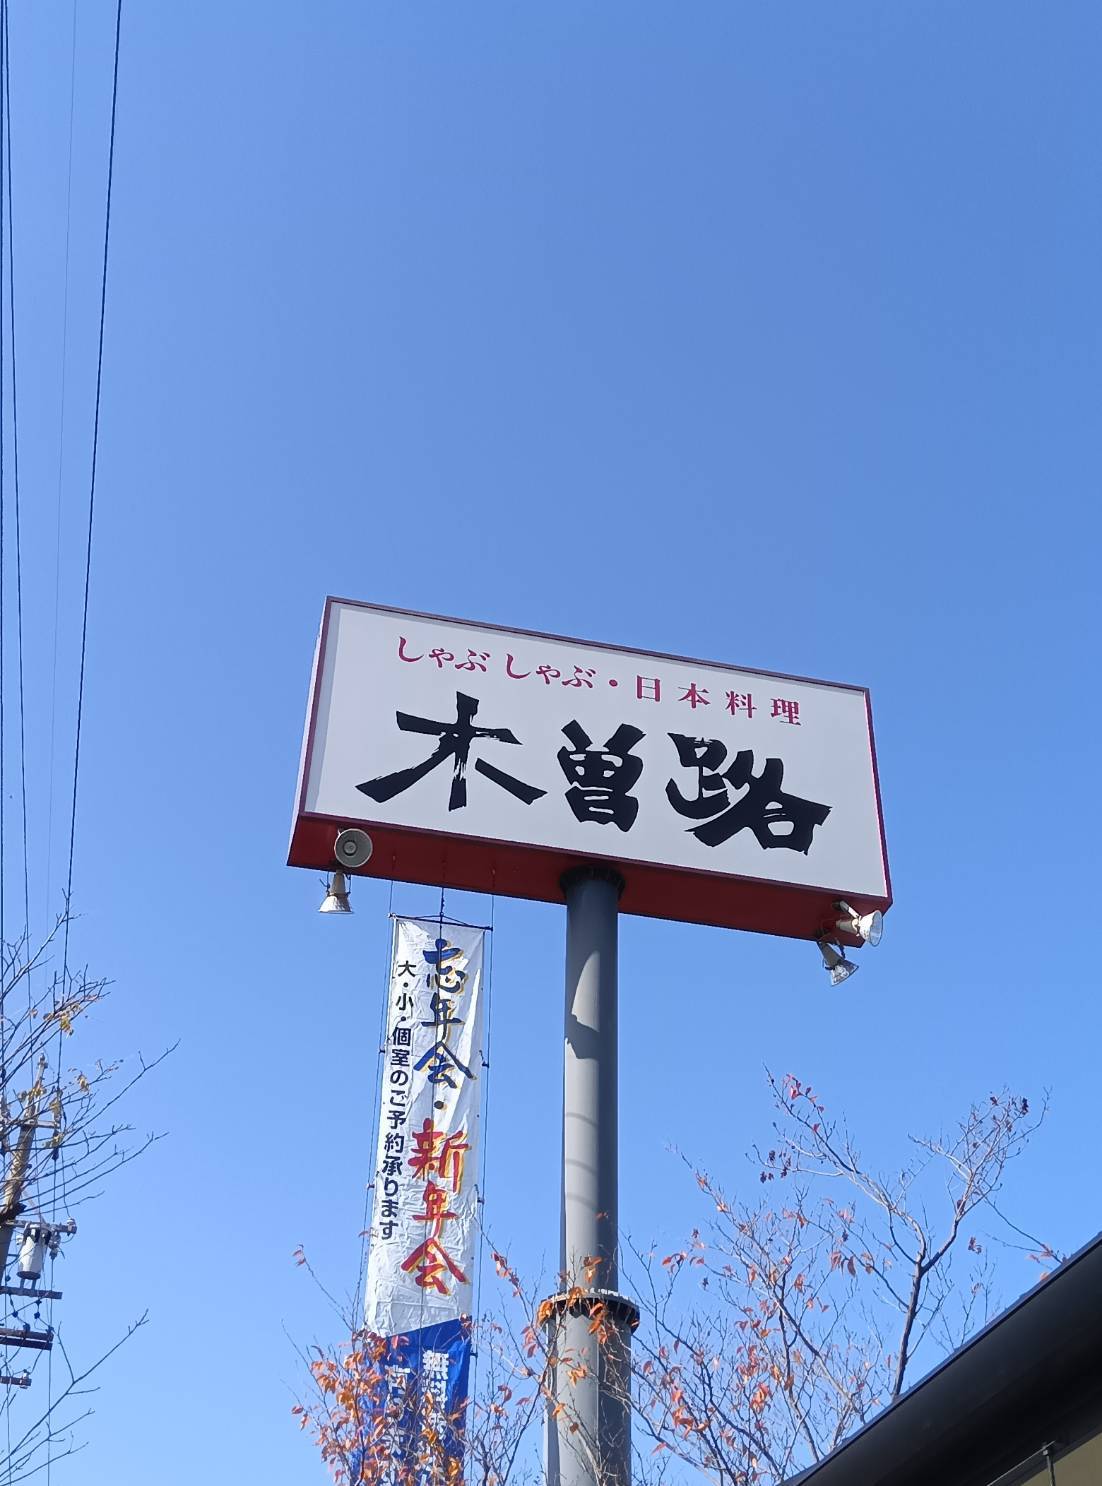 しゃぶしゃぶ・日本料理
木曽路
忘年会・新年会
大・小・個室のご予約承ります